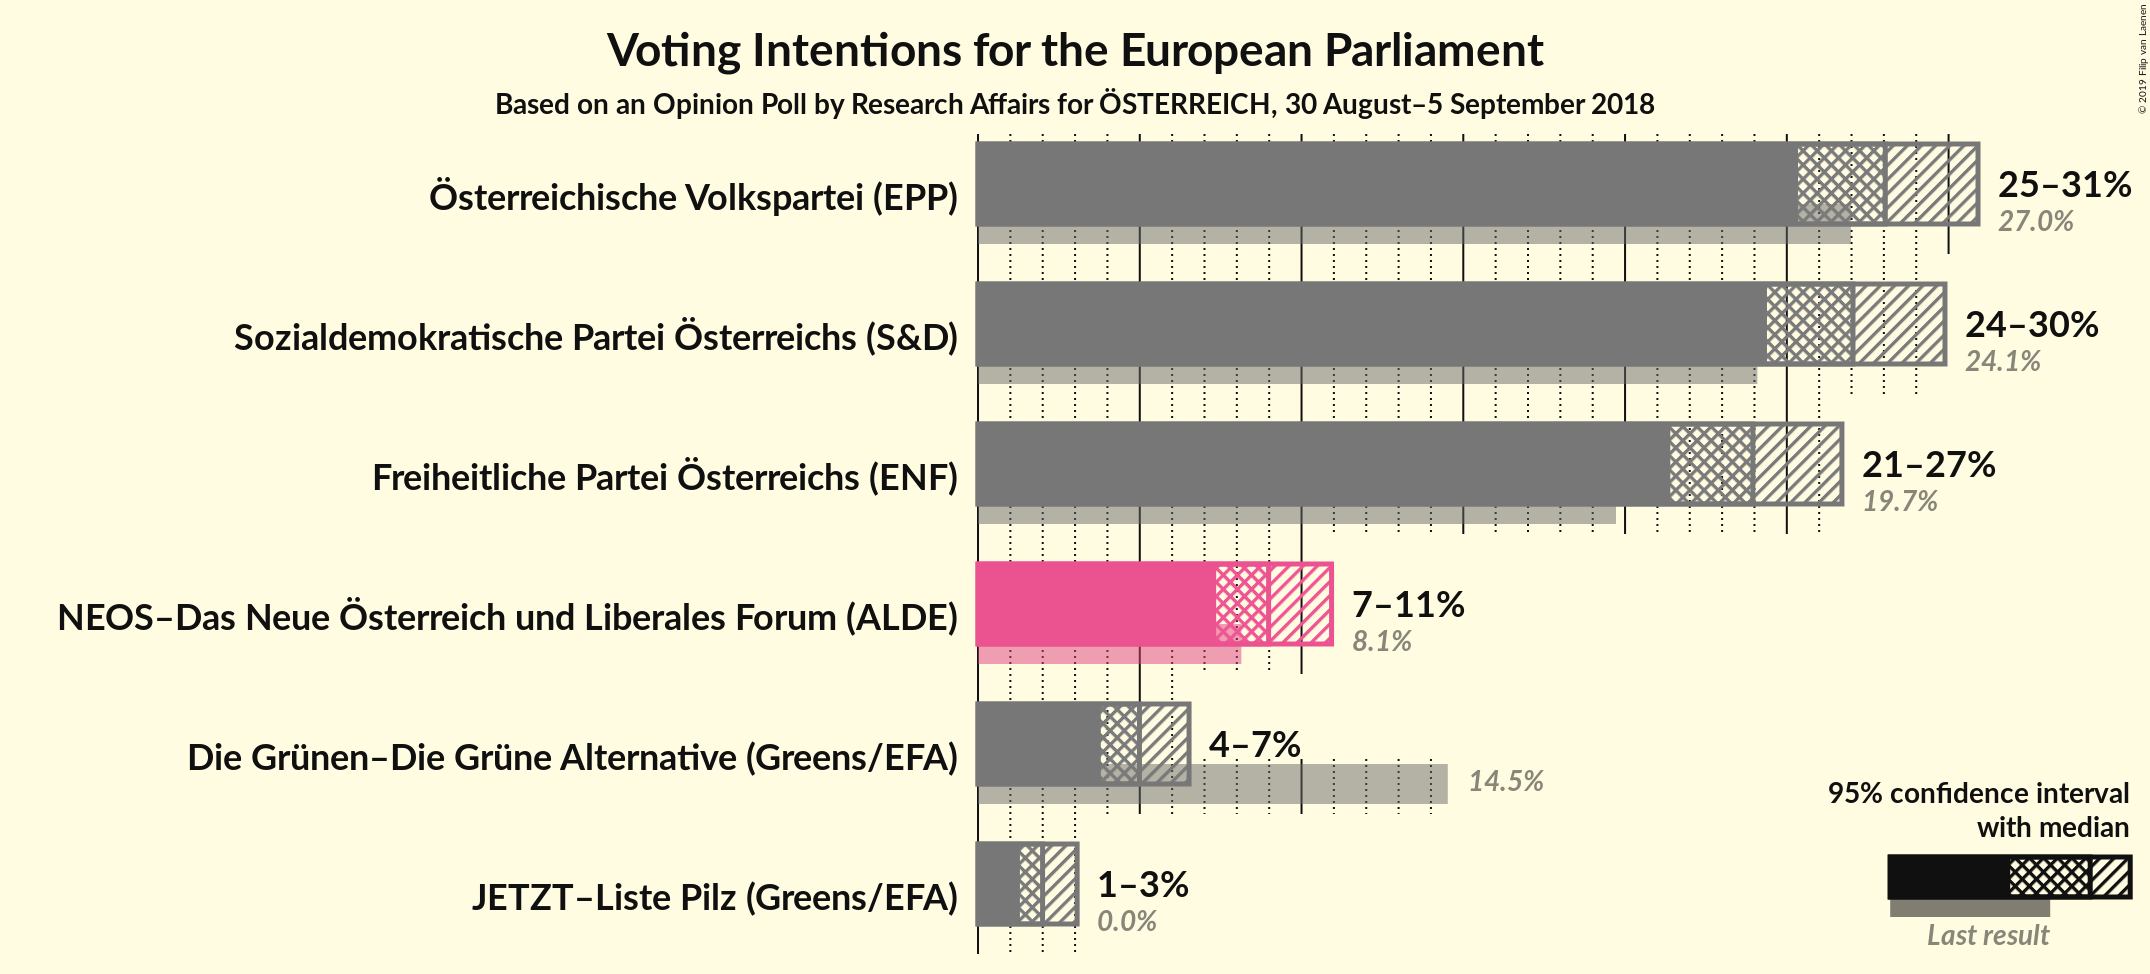 Voting Intentions for the European Parliament
Based on an Opinion Poll by Research Affairs for ÖSTERREICH, 30 August–5 September 2018
© 2019 Filip van Laenen
Österreichische Volkspartei (EPP)
25–31%
27.0%
Sozialdemokratische Partei Österreichs (S&D)
24–30%
24.1%
Freiheitliche Partei Österreichs (ENF)
21–27%
19.7%
NEOS–Das Neue Österreich und Liberales Forum (ALDE)
7–11%
8.1%
Die Grünen–Die Grüne Alternative (Greens/EFA)
4–7%
14.5%
JETZT–Liste Pilz (Greens/EFA)
1–3%
0.0%
95% confidence interval
with median
Last result